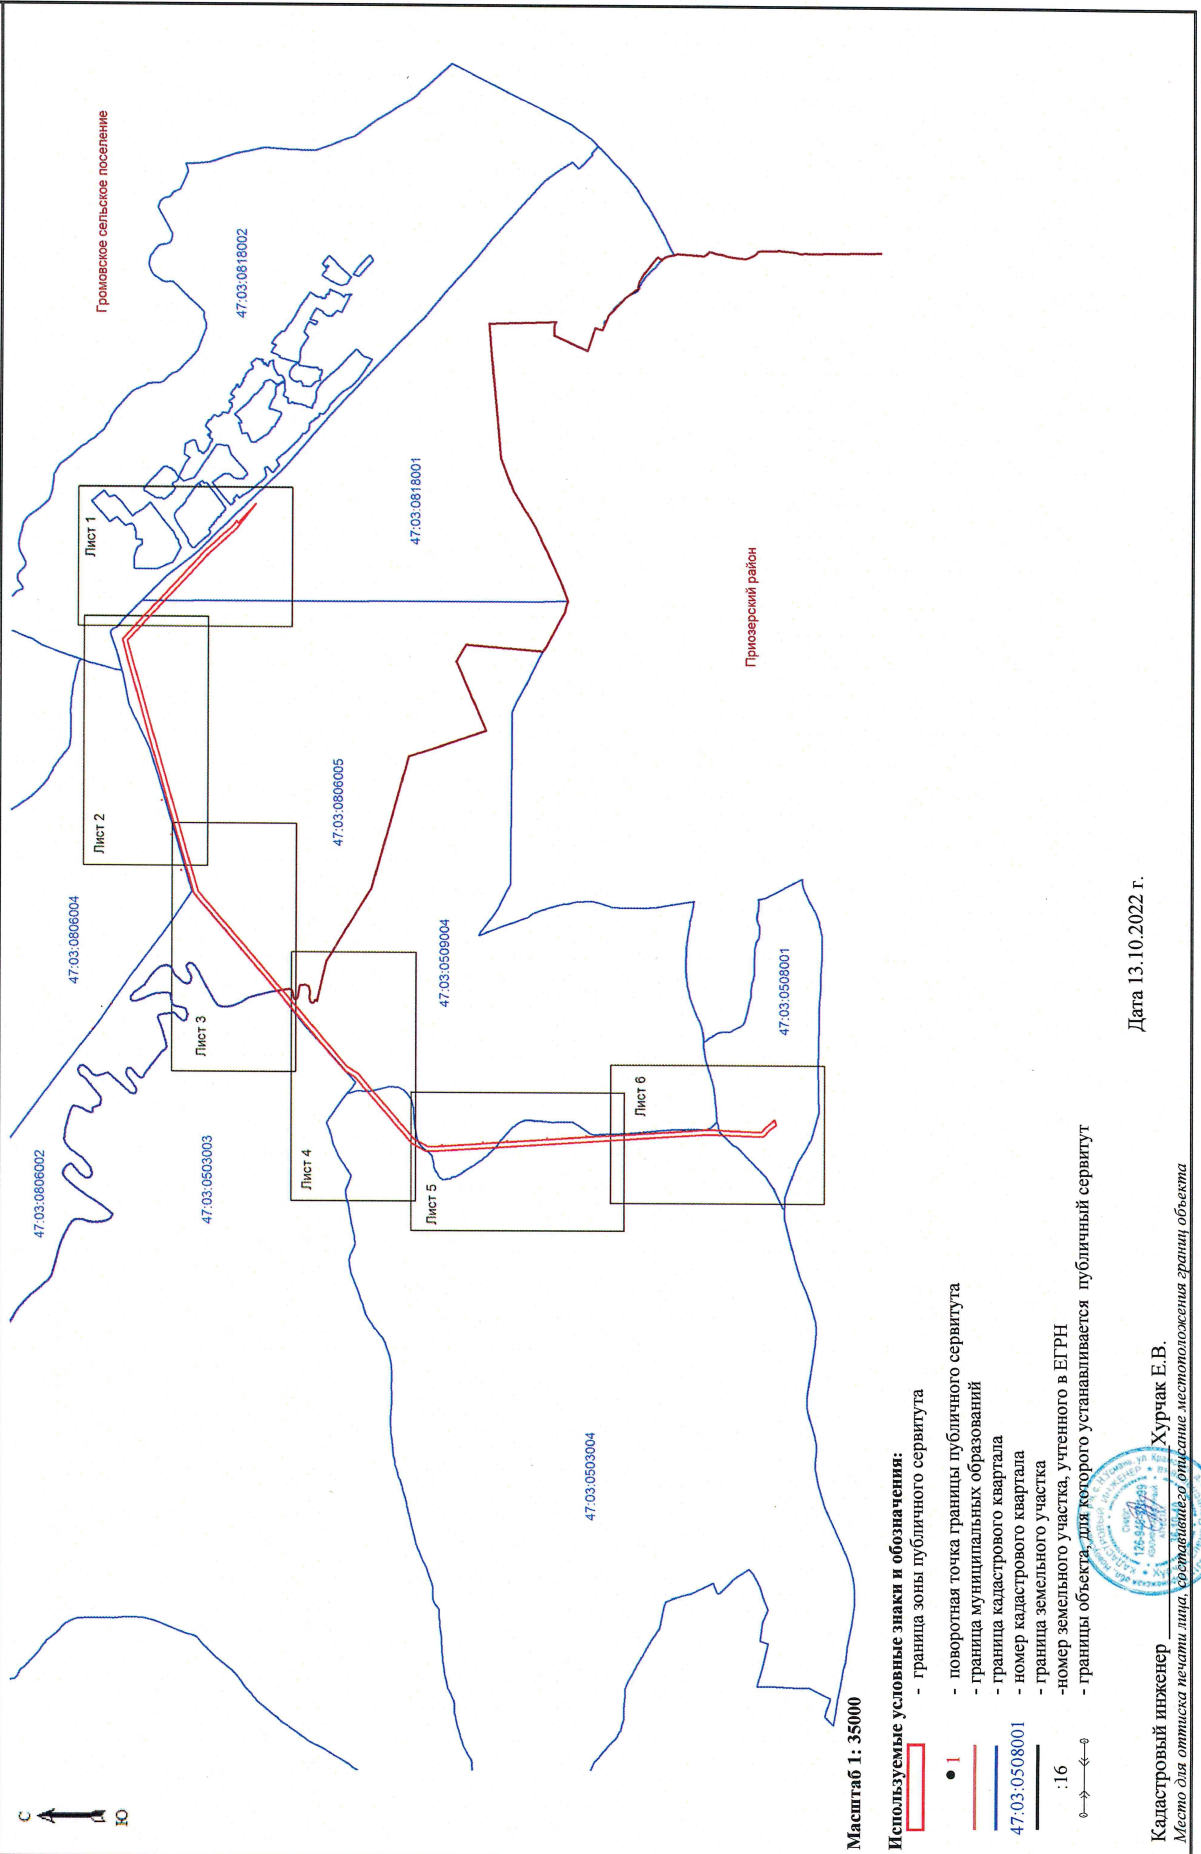 С
Ю
Громовское сельское поселение
47:03:0818002
Лист 1
47:03:0818001
Лист 2
47:03:0806005
47:03:0806004
Лист 3
47:03:0806002
47:03:0503003
Лист 4
47:03:0509004
Приозерский район
Лист 5
Лист 6
47:03:0508001
47:03:0503004
Масштаб 1: 35000
Используемые условные знаки и обозначения:
- граница зоны публичного сервитута
1 - поворотная точка границы публичного сервитута
- граница муниципальных образований
- граница кадастрового квартала
47:03:0508001 - номер кадастрового квартала
- граница земельного участка
:16 -номер земельного участка, учтенного в ЕГРН
- границы объекта, для которого устанавливается публичный сервитут
Дата 13.10.2022 г.
Кадастровый инженер Хурчак Е.В.
Место для оттиска печати лица, составившего описание местоположения границ объекта
КАДАСТРОВЫЙ ИНЖЕНЕР